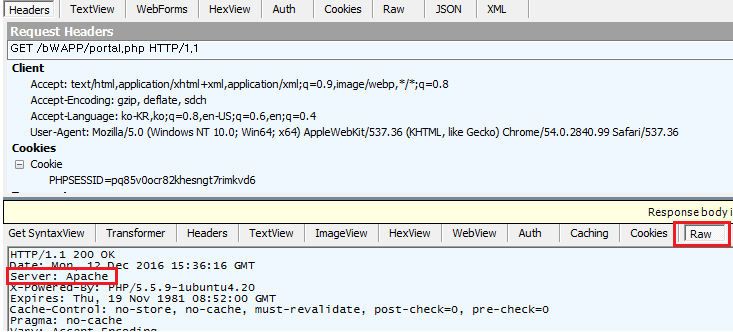 Headers TextView WebForms HexView Auth Cookies Raw JSON XML
Request Headers
GET /bWAPP/portal.php HTTP/1.1
Client
Accept: text/html,application/xhtml+xml,application/xml;q=0.9,image/webp,*/*;q=0.8
Accept-Encoding: gzip, deflate, sdch
Accept-Language: ko-KR,ko;q=0.8,en-US;q=0.6,en;q=0.4
User-Agent: Mozilla/5.0 (Windows NT 10.0; Win64; x64) AppleWebKit/537.36 (KHTML, like Gecko) Chrome/54.0.2840.99 Safari/537.36
Cookies
Cookie
PHPSESSID=pq85v0ocr82khesngt7rimkvd6
Response body i
Get SyntaxView Transformer Headers TextView ImageView HexView WebView Auth Caching Cookies Raw
HTTP/1.1 200 OK
Date: Mon, 12 Dec 2016 15:36:16 GMT
Server: Apache
X-Powered-By: PHP/5.5.9-1ubuntu4.20
Expires: Thu, 19 Nov 1981 08:52:00 GMT
Cache-Control: no-store, no-cache, must-revalidate, post-check=0, pre-check=0
Pragma: no-cache
Vary: Accept-Encoding